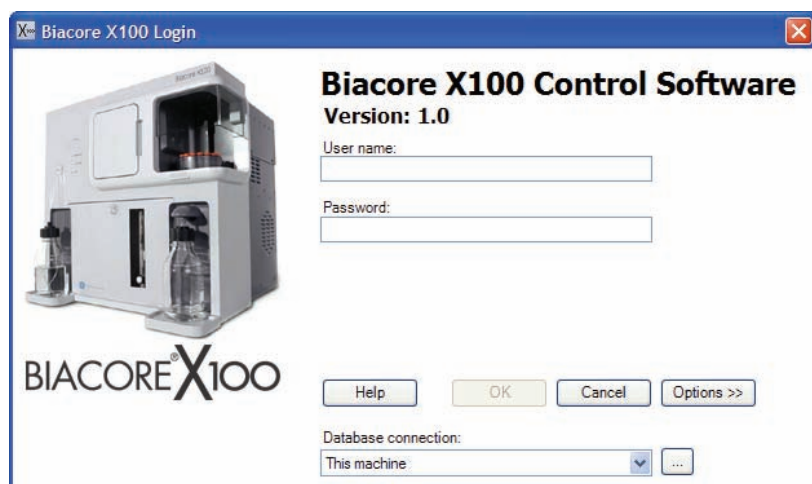 Biacore X100 Login
Biacore X100 Control Software
Version: 1.0
User name:
Password:
BIACORE® X100
Help
OK
Cancel
Options >>
Database connection:
This machine
...